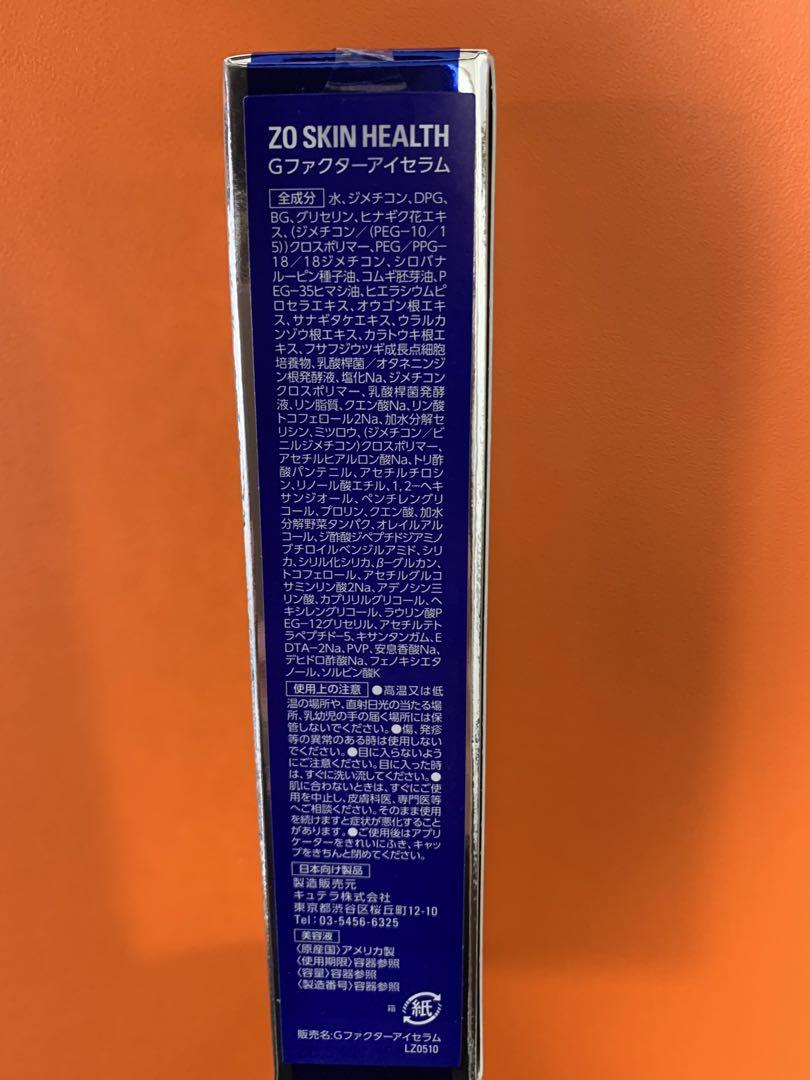 ZO SKIN HEALTH
Gファクターアイセラム
全成分 水、ジメチコン、DPG、
BG、グリセリン、ヒナギク花エキ
ス、(ジメチコン/(PEG-10/1
5))クロスポリマー、PEG/PPG-
18/18ジメチコン、シロバナ
ルーピン種子油、コムギ胚芽油、P
EG-35ヒマシ油、ヒエラシウムピ
ロセラエキス、オウゴン根エキ
ス、サナギタケエキス、ウラルカ
ンゾウ根エキス、カラトウキ根エ
キス、フサフジウツギ成長点細胞
培養物、乳酸桿菌/オタネニンジ
ン根発酵液、塩化Na、ジメチコン
クロスポリマー、乳酸桿菌発酵
液、リン脂質、クエン酸Na、リン酸
トコフェロール2Na、加水分解セ
リシン、ミツロウ、(ジメチコン/ビ
ニルジメチコン)クロスポリマー、
アセチルヒアルロン酸Na、トリ酢
酸パンテニル、アセチルチロシ
ン、リノール酸エチル、1,2-ヘキ
サンジオール、ペンチレングリ
コール、プロリン、クエン酸、加水
分解野菜タンパク、オレイルアル
コール、ジ酢酸ジペプチドジアミノ
ブチロイルベンジルアミド、シリ
カ、シリル化シリカ、β-グルカン、
トコフェロール、アセチルグルコ
サミンリン酸2Na、アデノシン三
リン酸、カプリリルグリコール、ヘ
キシレングリコール、ラウリン酸P
EG-12グリセリル、アセチルテト
ラペプチド-5、キサンタンガム、E
DTA-2Na、PVP、安息香酸Na、
デヒドロ酢酸Na、フェノキシエタ
ノール、ソルビン酸K
使用上の注意 ●高温又は低
温の場所や、直射日光の当たる場
所、乳幼児の手の届く場所には保
管しないでください。●傷、発疹
等の異常のある時は使用しない
でください。●目に入らないよう
にご注意ください。目に入った時
は、すぐに洗い流してください。●
肌に合わないときは、すぐにご使
用を中止し、皮膚科医、専門医等
へご相談ください。そのまま使用
を続けますと症状が悪化すること
があります。●ご使用後はアプリ
ケーターをきれいにふき、キャッ
プをきちんと閉めてください。
日本向け製品
製造販売元
キュテラ株式会社
東京都渋谷区桜丘町12-10
Tel:03-5456-6325
美容液
〈原産国〉アメリカ製
〈使用期限〉容器参照
〈容量〉容器参照
〈製造番号〉容器参照
箱 紙
販売名:Gファクターアイセラム
LZ0510